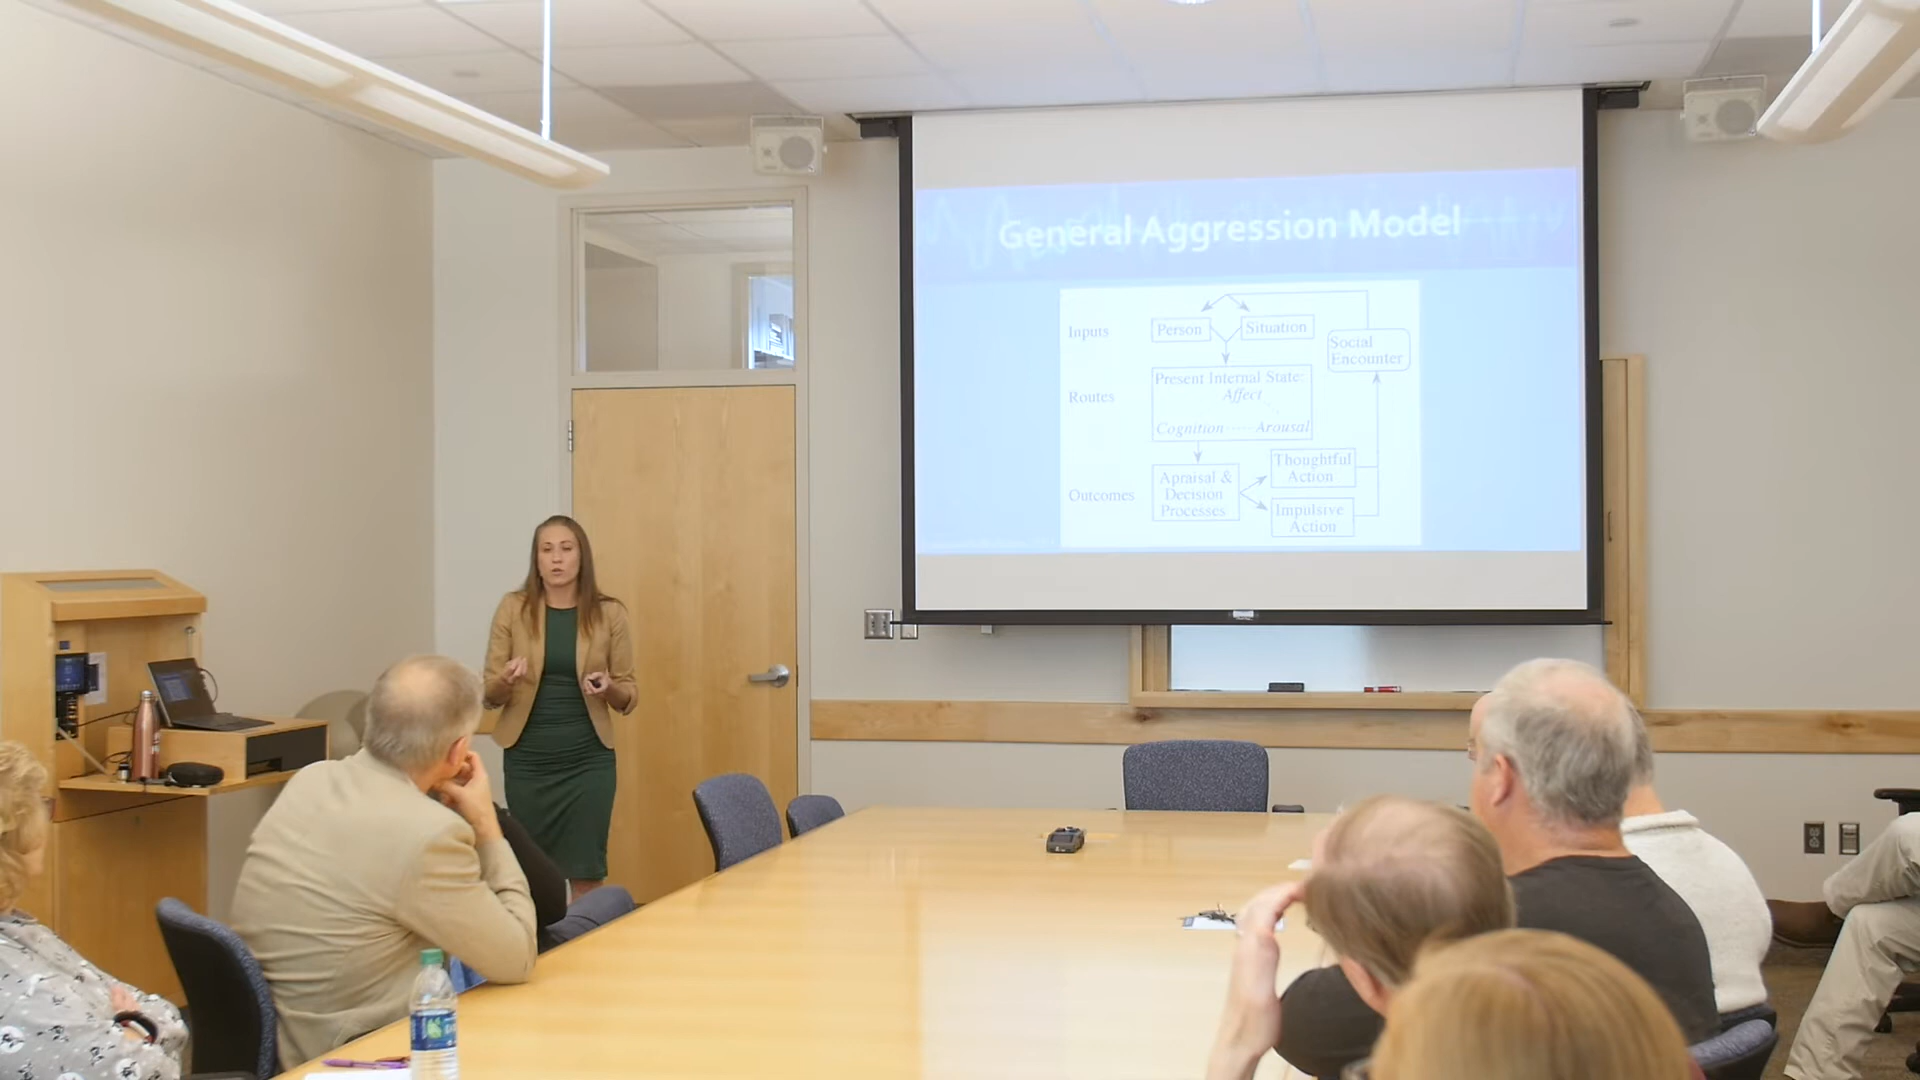 General Aggression Model
Inputs
Person
Situation
Social
Encounter
Routes
Present Internal State:
Affect
Cognition
Arousal
Outcomes
Apraisal &
Decision
Processes
Thoughtful
Action
Impulsive
Action